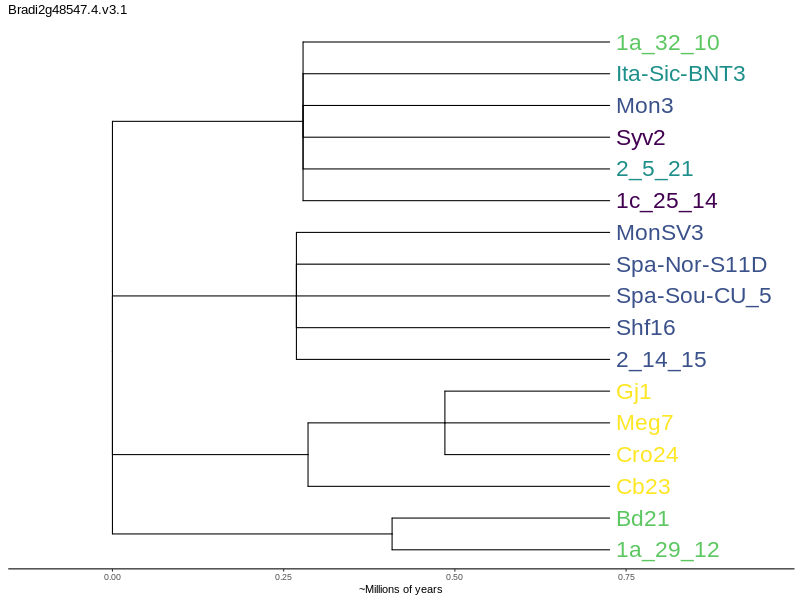 Bradi2g48547.4.v3.1
1a_32_10
Ita-Sic-BNT3
Mon3
Syv2
2_5_21
1c_25_14
MonSV3
Spa-Nor-S11D
Spa-Sou-CU_5
Shf16
2_14_15
Gj1
Meg7
Cro24
Cb23
Bd21
1a_29_12
0.00 0.25 0.50 0.75
~Millions of years